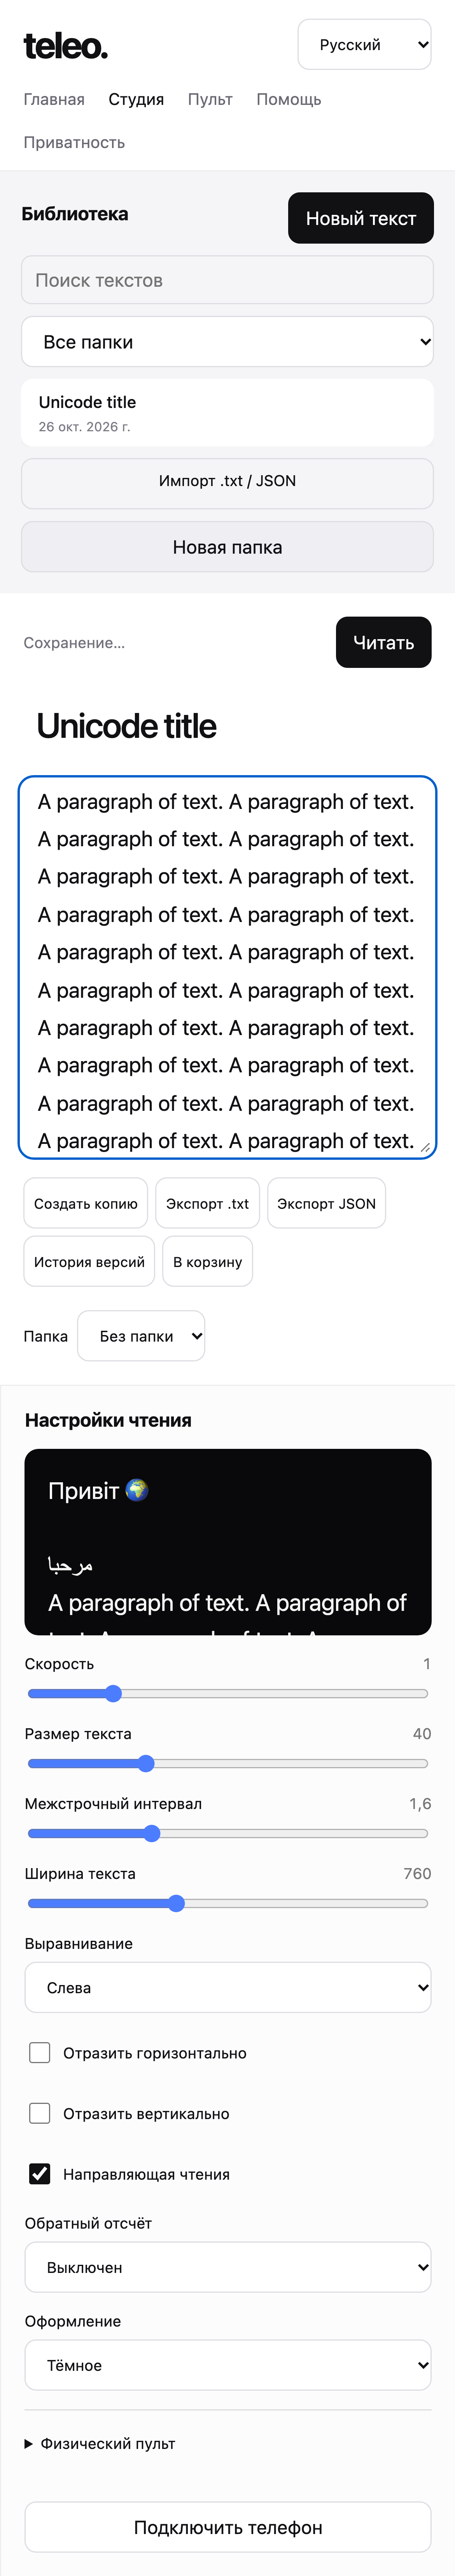 teleo.
Русский
Главная Студия Пульт Помощь
Приватность
Библиотека
Новый текст
Поиск текстов
Все папки
Unicode title
26 окт. 2026 г.
Импорт .txt / JSON
Новая папка
Сохранение...
Читать
Unicode title
A paragraph of text. A paragraph of text.
A paragraph of text. A paragraph of text.
A paragraph of text. A paragraph of text.
A paragraph of text. A paragraph of text.
A paragraph of text. A paragraph of text.
A paragraph of text. A paragraph of text.
A paragraph of text. A paragraph of text.
A paragraph of text. A paragraph of text.
A paragraph of text. A paragraph of text.
A paragraph of text. A paragraph of text.
Создать копию Экспорт .txt Экспорт JSON
История версий В корзину
Папка Без папки
Настройки чтения
Привіт 🌍
مرحبا
A paragraph of text. A paragraph of
Скорость 1
Размер текста 40
Межстрочный интервал 1,6
Ширина текста 760
Выравнивание
Слева
Отразить горизонтально
Отразить вертикально
Направляющая чтения
Обратный отсчёт
Выключен
Оформление
Тёмное
Физический пульт
Подключить телефон